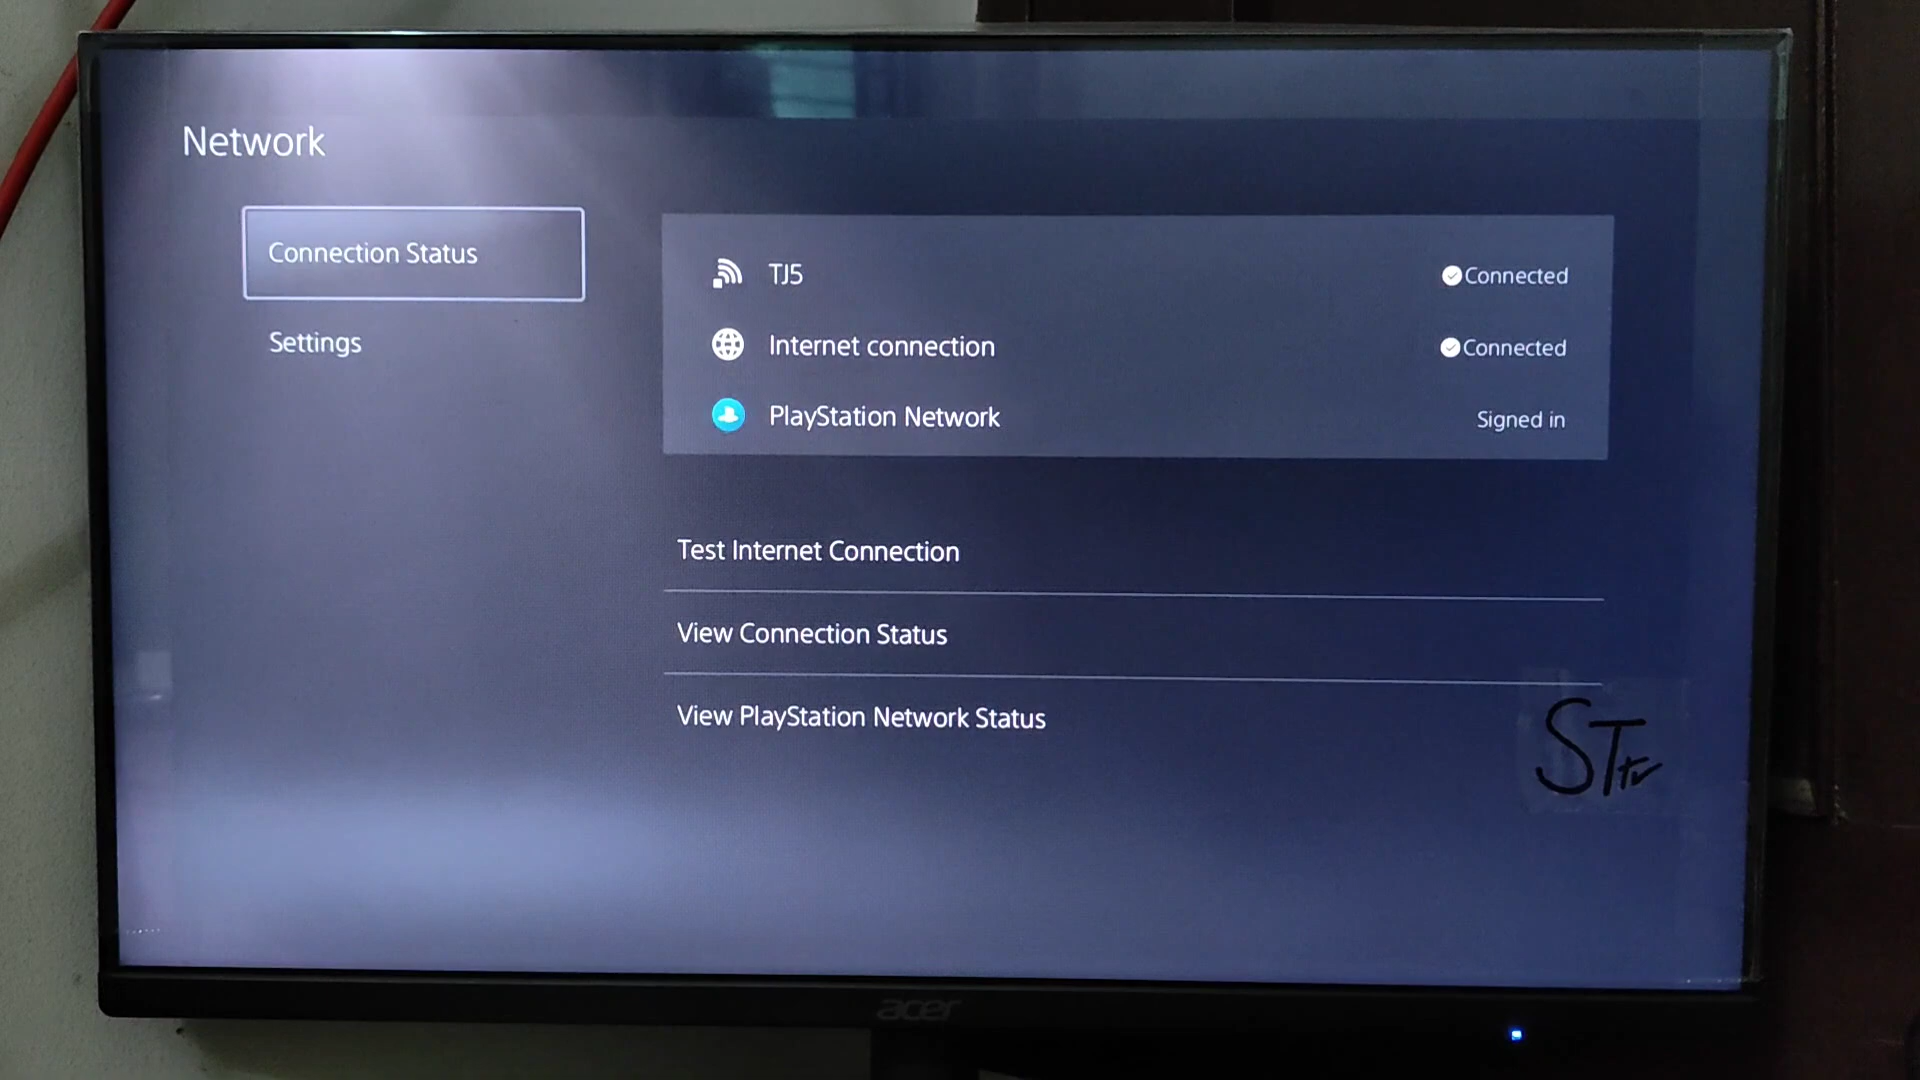 Network
Connection Status
Settings
TJ5 Connected
Internet connection Connected
PlayStation Network Signed in
Test Internet Connection
View Connection Status
View PlayStation Network Status
STtv
acer